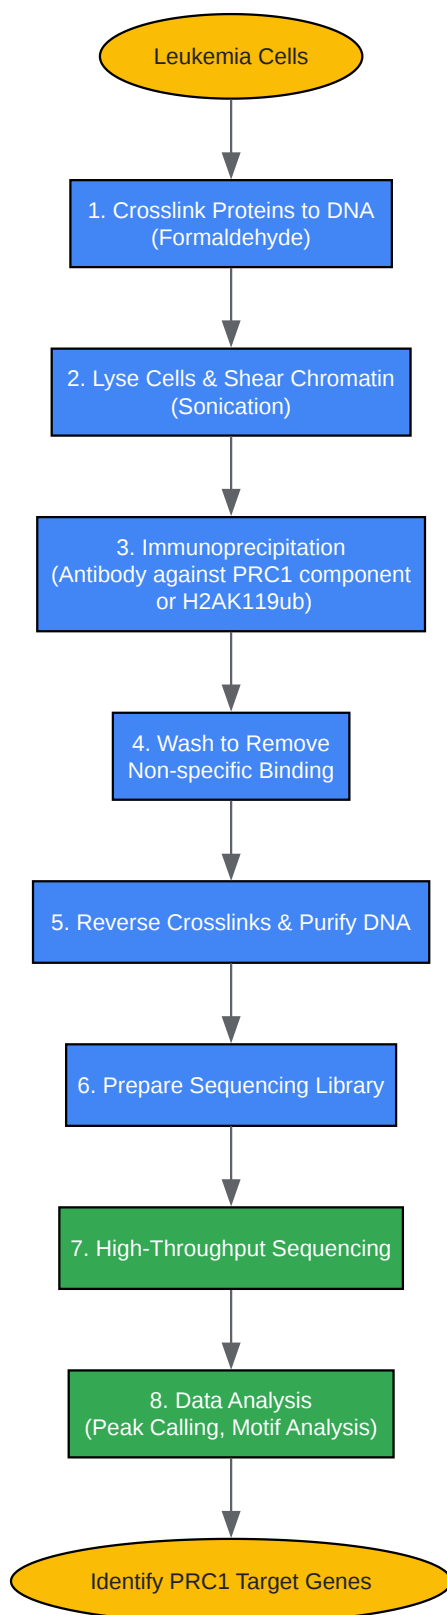 Leukemia Cells
1. Crosslink Proteins to DNA
(Formaldehyde)
2. Lyse Cells & Shear Chromatin
(Sonication)
3. Immunoprecipitation
(Antibody against PRC1 component
or H2AK119ub)
4. Wash to Remove
Non-specific Binding
5. Reverse Crosslinks & Purify DNA
6. Prepare Sequencing Library
7. High-Throughput Sequencing
8. Data Analysis
(Peak Calling, Motif Analysis)
Identify PRC1 Target Genes